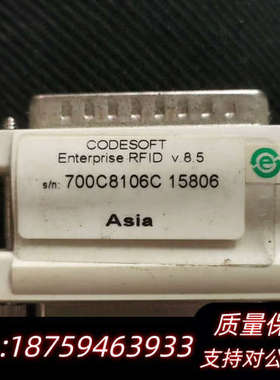 CODESOFT
Enterprise RFID v.8.5
s/n: 700C8106C 15806
Asia
质量保
:18759463933
支持对公